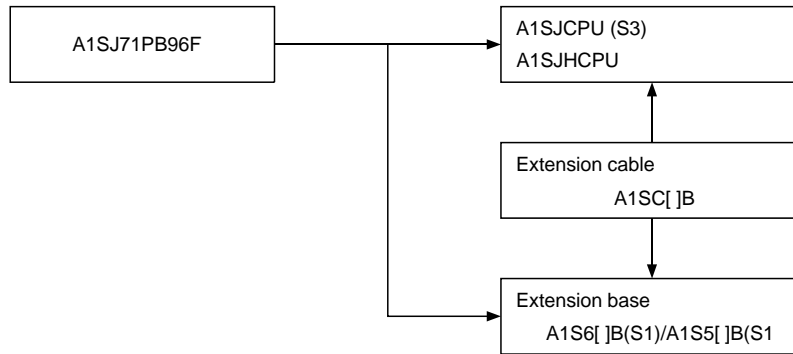 A1SJ71PB96F
A1SJCPU (S3)
A1SJHCPU
Extension cable
A1SC[ ]B
Extension base
A1S6[ ]B(S1)/A1S5[ ]B(S1